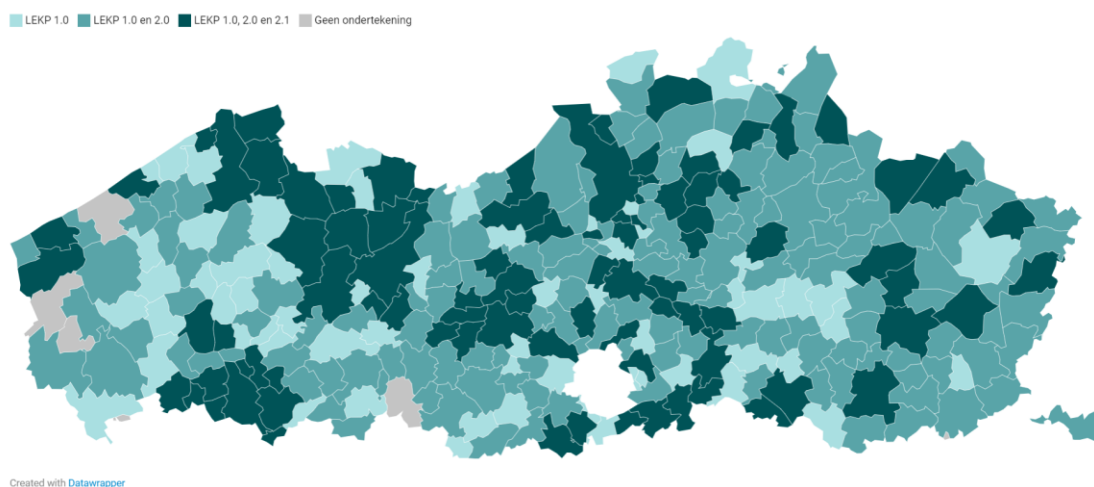 LEKP 1.0 LEKP 1.0 en 2.0 LEKP 1.0, 2.0 en 2.1 Geen ondertekening
Created with Datawrapper